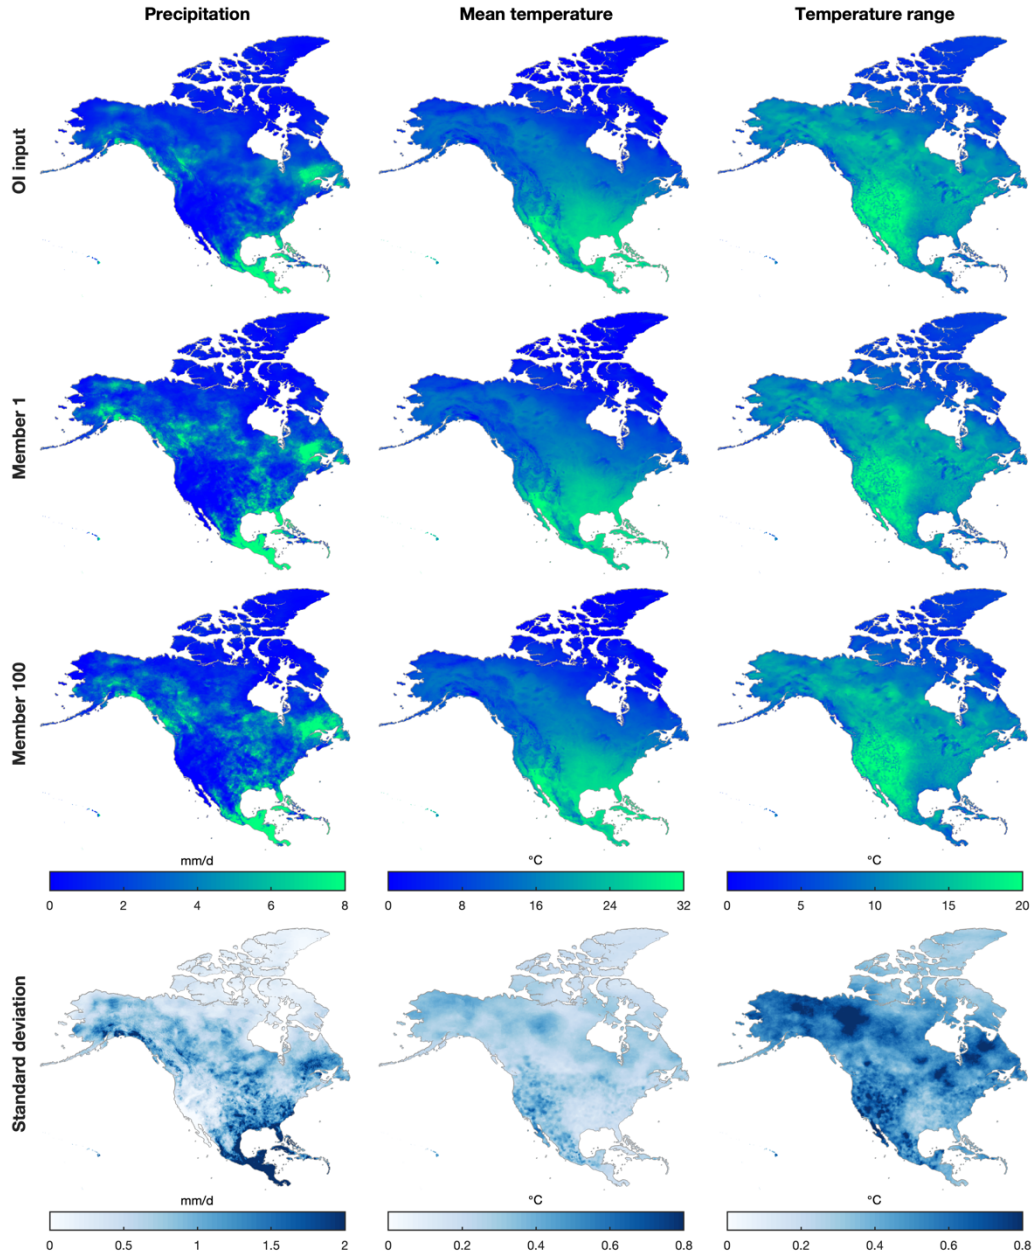 Precipitation Mean temperature Temperature range
OI input
Member 1
Member 100
mm/d °C °C
0 2 4 6 8 0 8 16 24 32 0 5 10 15 20
Standard deviation
mm/d °C °C
0 0.5 1 1.5 2 0 0.2 0.4 0.6 0.8 0 0.2 0.4 0.6 0.8